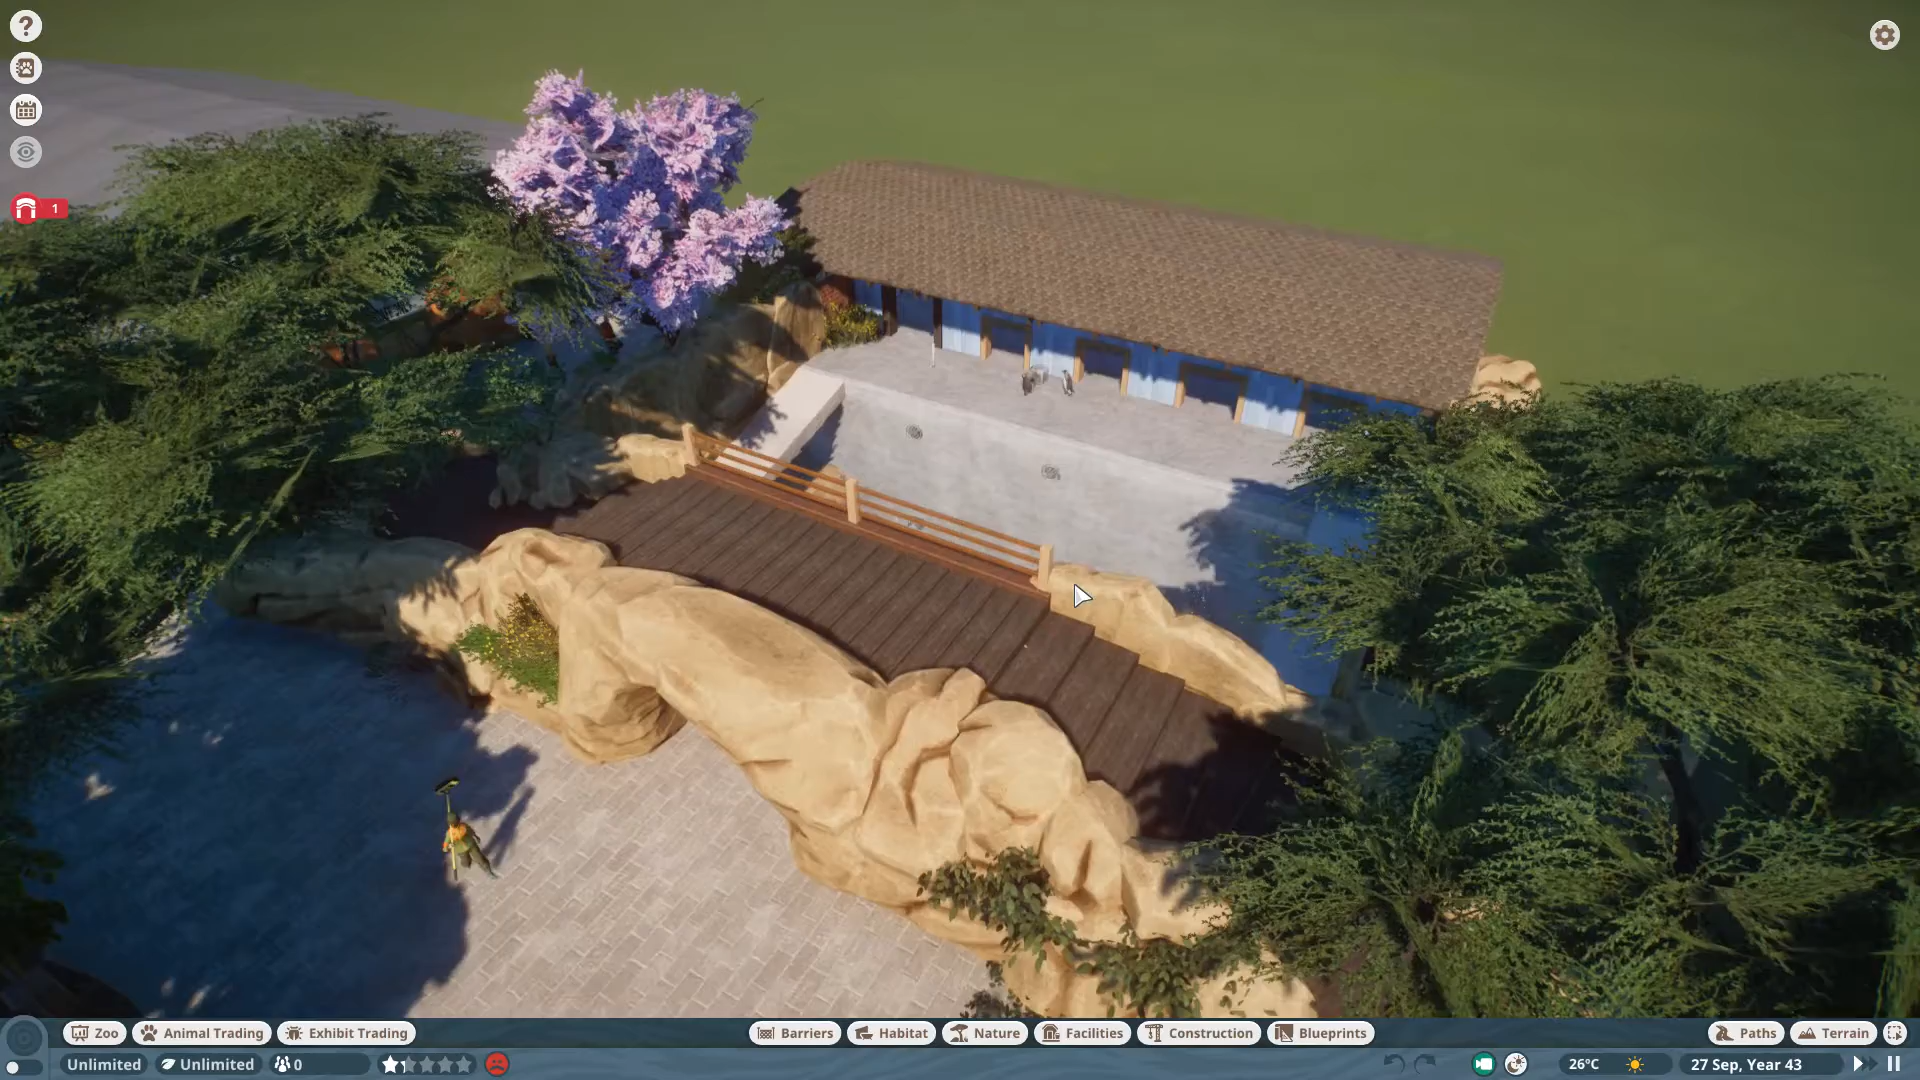 ?
1
Zoo
Animal Trading
Exhibit Trading
Barriers
Habitat
Nature
Facilities
Construction
Blueprints
Paths
Terrain
Unlimited
Unlimited
0
26°C
27 Sep, Year 43